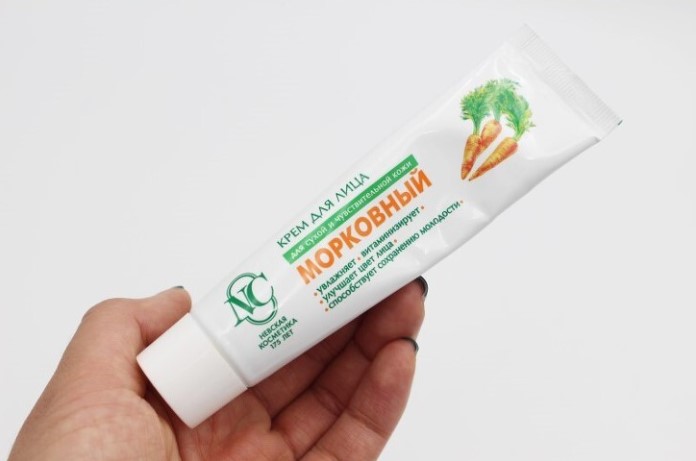 КРЕМ ДЛЯ ЛИЦА
для сухой и чувствительной кожи
МОРКОВНЫЙ
• увлажняет • витаминизирует •
• улучшает цвет лица •
• способствует сохранению молодости •
NC
НЕВСКАЯ
КОСМЕТИКА
175 ЛЕТ